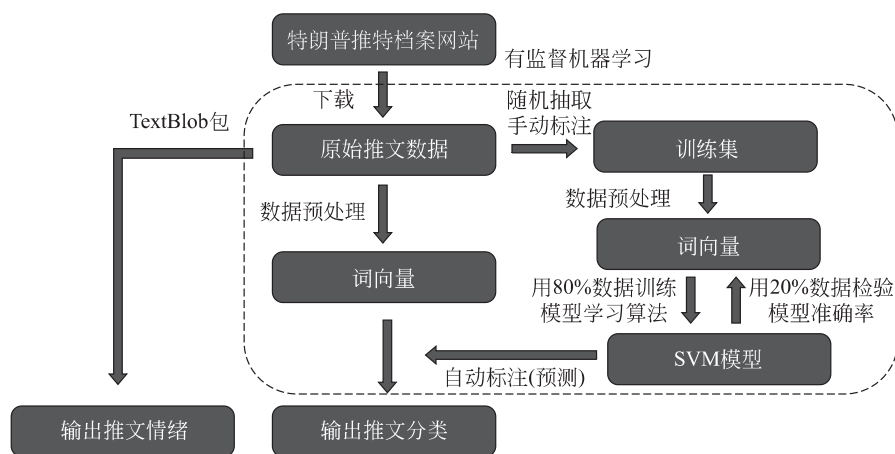 特朗普推特档案网站
有监督机器学习
下载
随机抽取
手动标注
TextBlob包
原始推文数据
训练集
数据预处理
数据预处理
词向量
词向量
用80%数据训练
模型学习算法
用20%数据检验
模型准确率
SVM模型
自动标注(预测)
输出推文情绪
输出推文分类